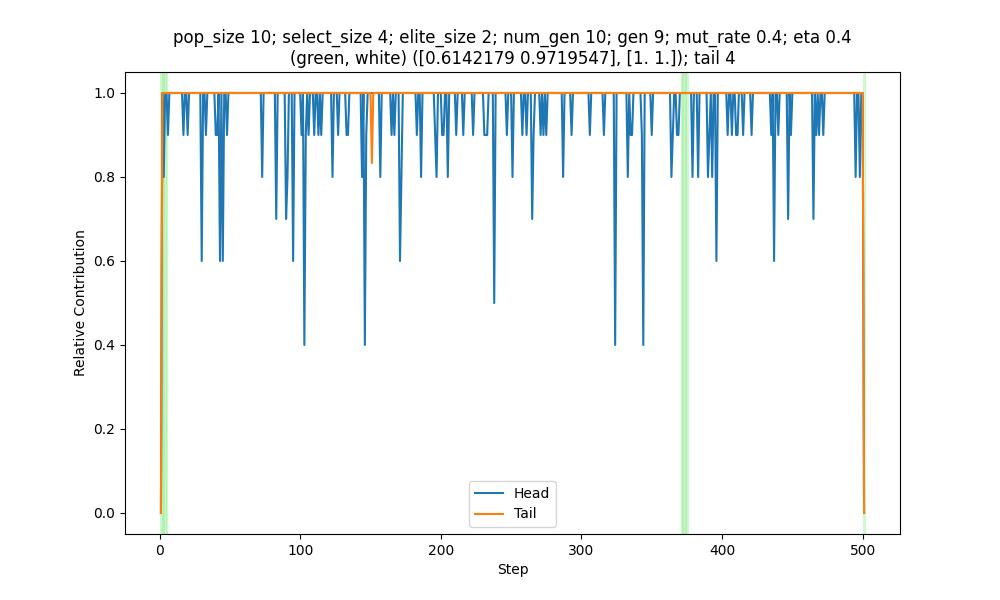 pop_size 10; select_size 4; elite_size 2; num_gen 10; gen 9; mut_rate 0.4; eta 0.4
(green, white) ([0.6142179 0.9719547], [1. 1.]); tail 4
1.0
0.8
0.6
0.4
0.2
0.0
Relative Contribution
Head
Tail
0
100
200
300
400
500
Step